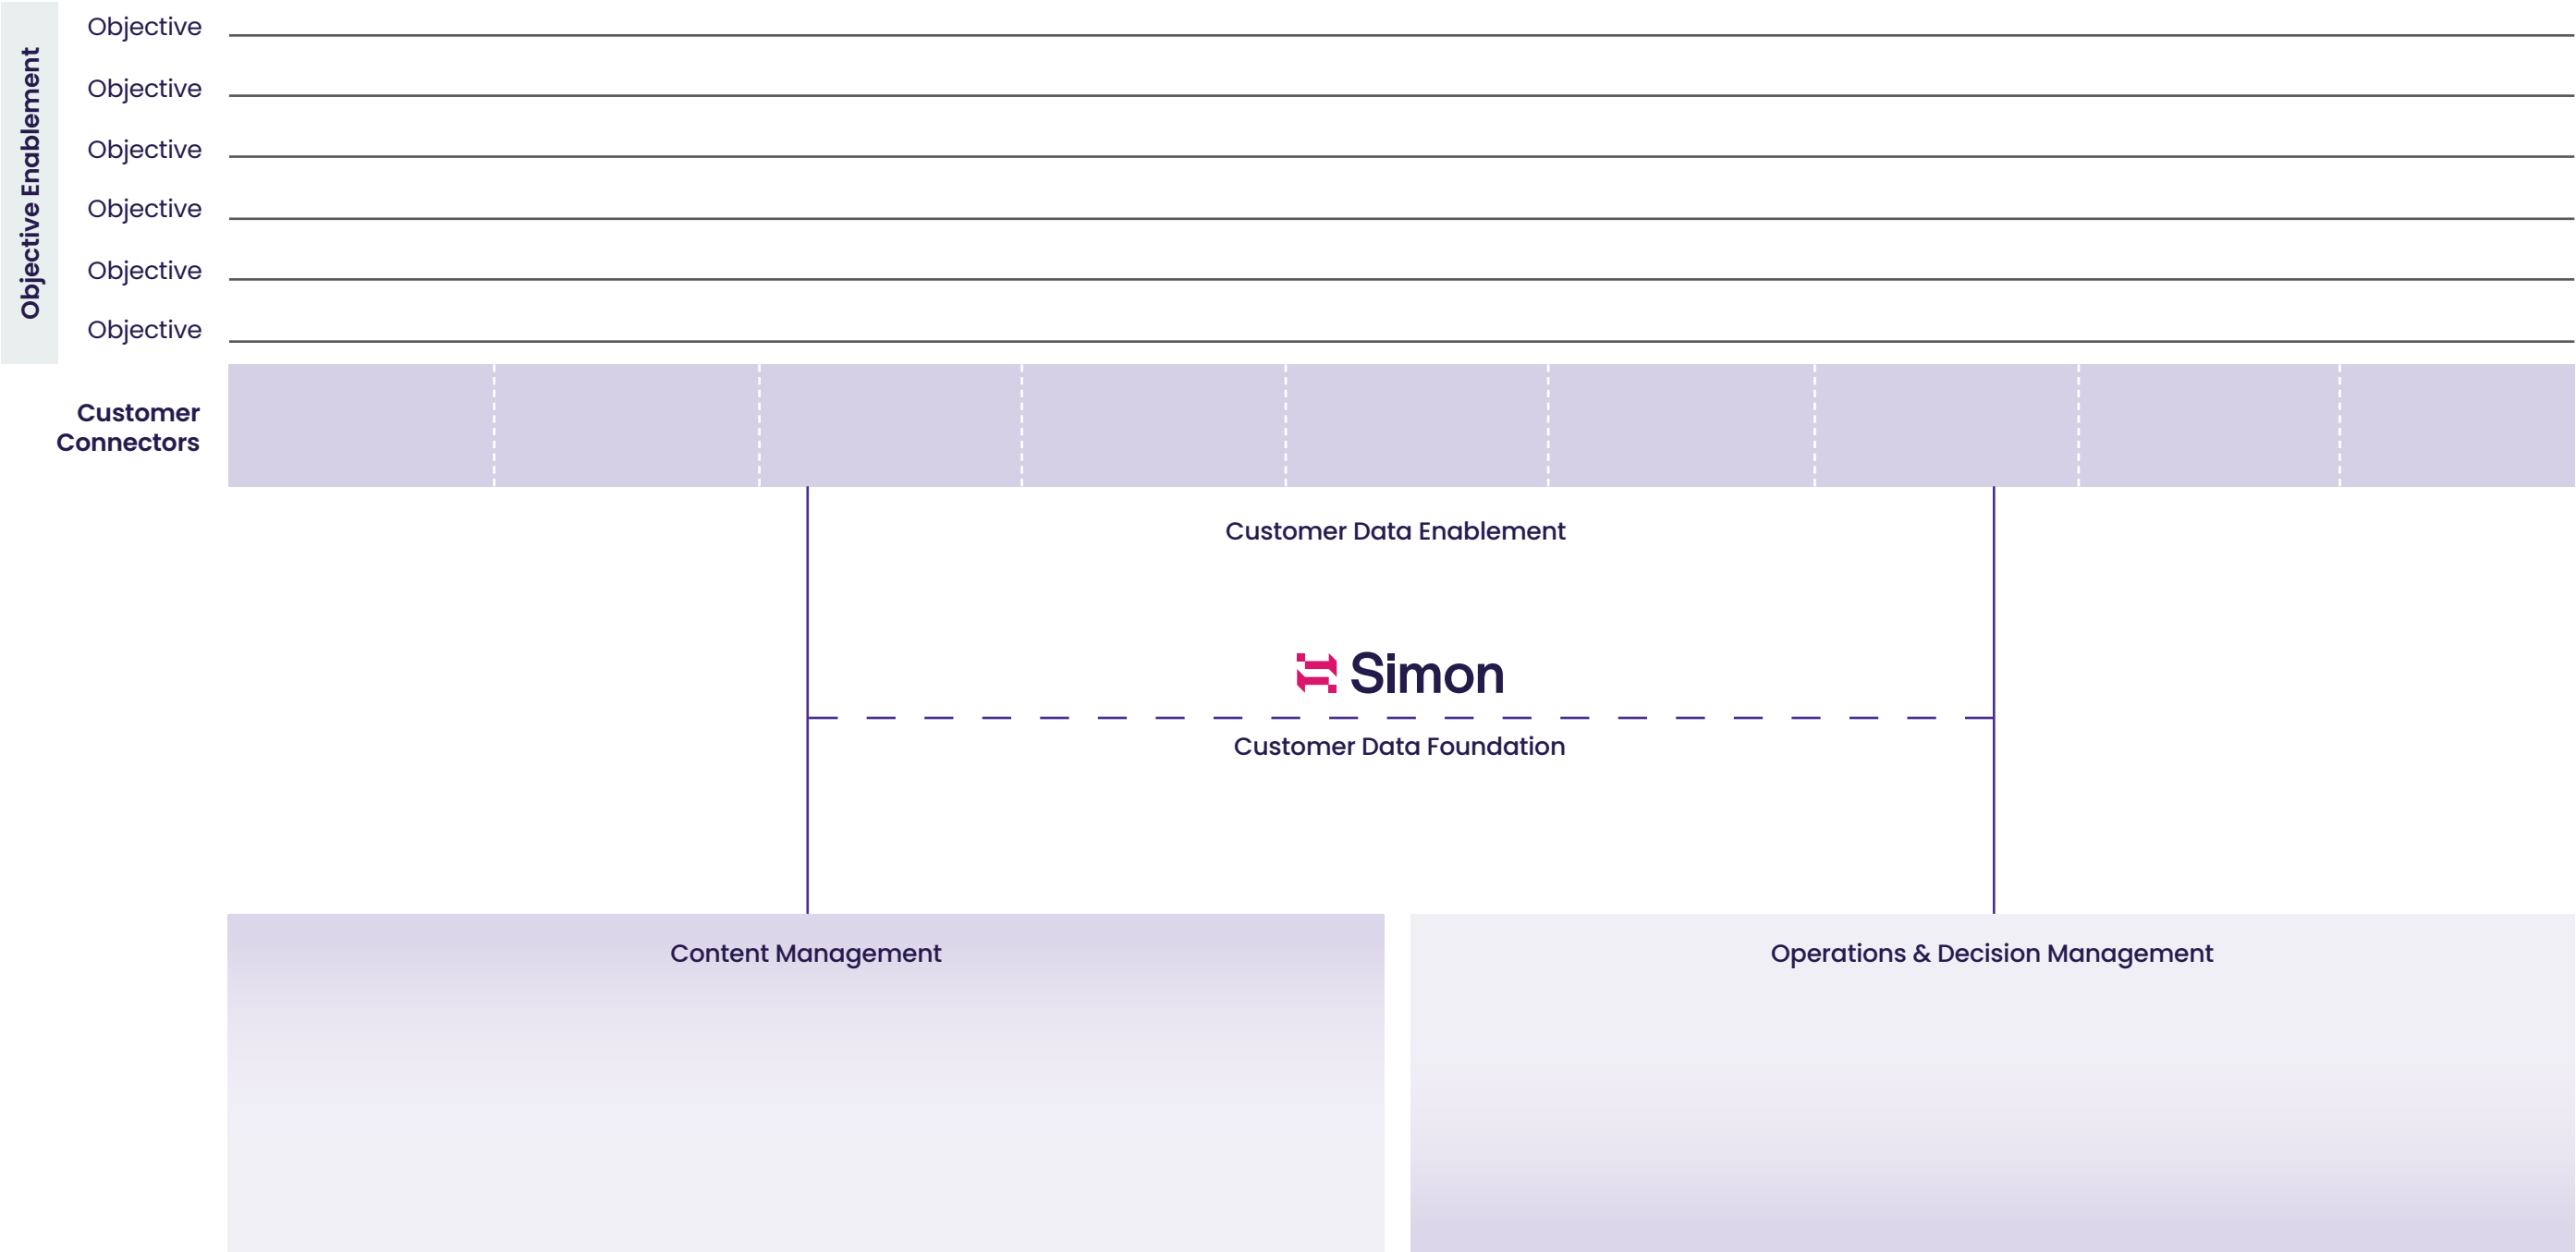 Objective Enablement
Objective
Objective
Objective
Objective
Objective
Objective
Customer
Connectors
Customer Data Enablement
Simon
Customer Data Foundation
Content Management
Operations & Decision Management